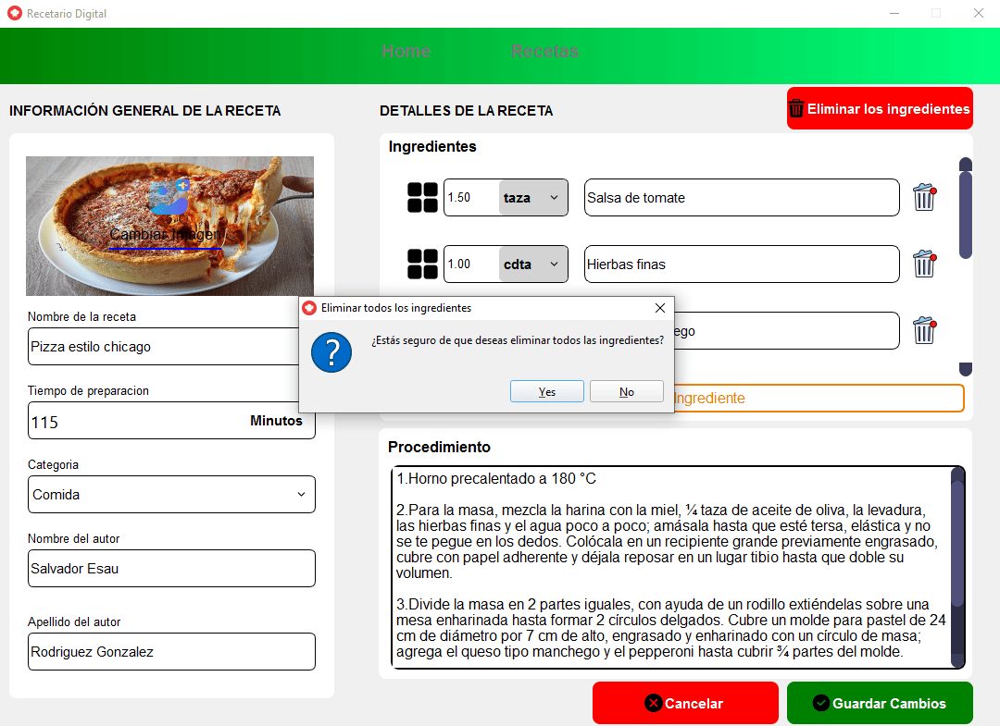 Recetario Digital
Home
Recetas
INFORMACIÓN GENERAL DE LA RECETA
Cambiar Imagen
Nombre de la receta
Pizza estilo chicago
Tiempo de preparacion
115
Minutos
Categoria
Comida
Nombre del autor
Salvador Esau
Apellido del autor
Rodriguez Gonzalez
DETALLES DE LA RECETA
Eliminar los ingredientes
Ingredientes
1.50
taza
Salsa de tomate
1.00
cdta
Hierbas finas
Eliminar todos los ingredientes
¿Estás seguro de que deseas eliminar todos las ingredientes?
Yes
No
Ingrediente
Procedimiento
1.Horno precalentado a 180 °C
2.Para la masa, mezcla la harina con la miel, ¼ taza de aceite de oliva, la levadura,
las hierbas finas y el agua poco a poco; amásala hasta que esté tersa, elástica y no
se te pegue en los dedos. Colócala en un recipiente grande previamente engrasado,
cubre con papel adherente y déjala reposar en un lugar tibio hasta que doble su
volumen.
3.Divide la masa en 2 partes iguales, con ayuda de un rodillo extiéndelas sobre una
mesa enharinada hasta formar 2 círculos delgados. Cubre un molde para pastel de 24
cm de diámetro por 7 cm de alto, engrasado y enharinado con un círculo de masa;
agrega el queso tipo manchego y el pepperoni hasta cubrir ¾ partes del molde.
Cancelar
Guardar Cambios